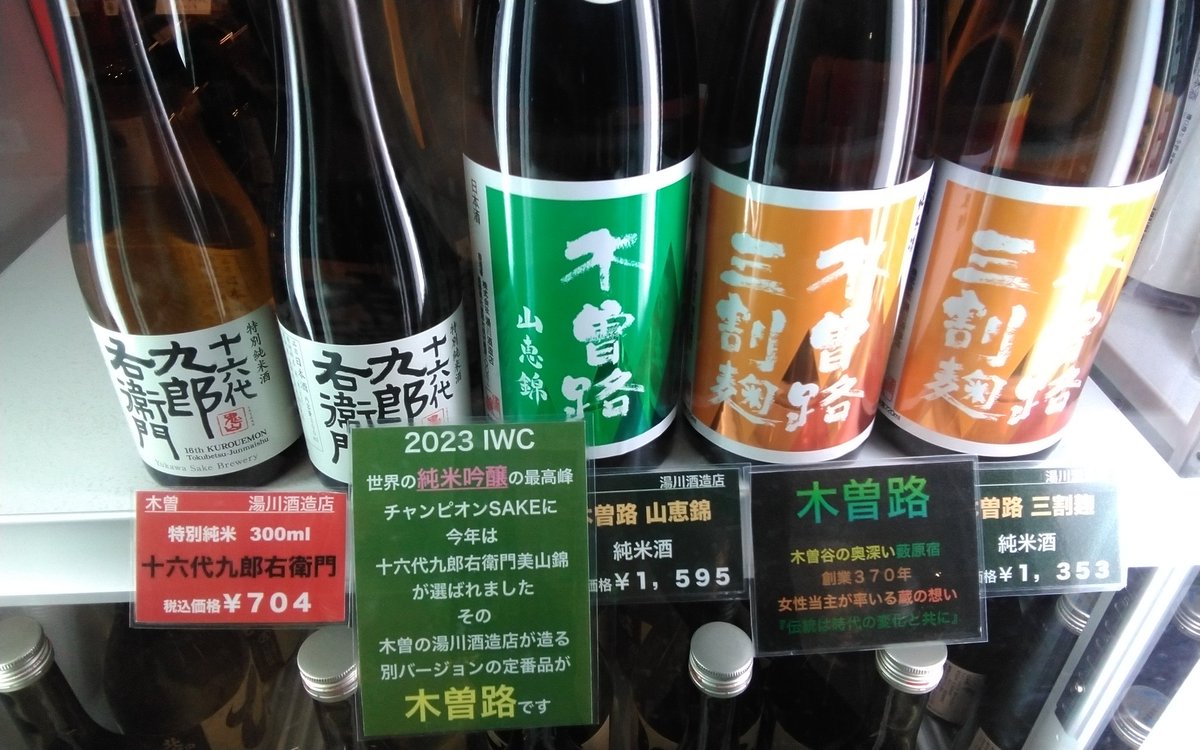 特別純米酒
十六代
九郎
右衛門
16th KUROUEMON
Tokubetsu-Junmaishu
Yukawa Sake Brewery
特別純米酒
十六代
九郎
右衛門
日本酒
木曽路
山恵錦
木曽路
三割麹
木曽路
三割麹
木曽 湯川酒造店
特別純米 300ml
十六代九郎右衛門
税込価格¥704
2023 IWC
世界の純米吟醸の最高峰
チャンピオンSAKEに
今年は
十六代九郎右衛門美山錦
が選ばれました
その
木曽の湯川酒造店が造る
別バージョンの定番品が
木曽路です
湯川酒造店
曽路 山恵錦
純米酒
価格¥1,595
木曽路
木曽谷の奥深い薮原宿
創業370年
女性当主が率いる蔵の想い
『伝統は時代の変化と共に』
湯川酒造店
曽路 三割麹
純米酒
価格¥1,353